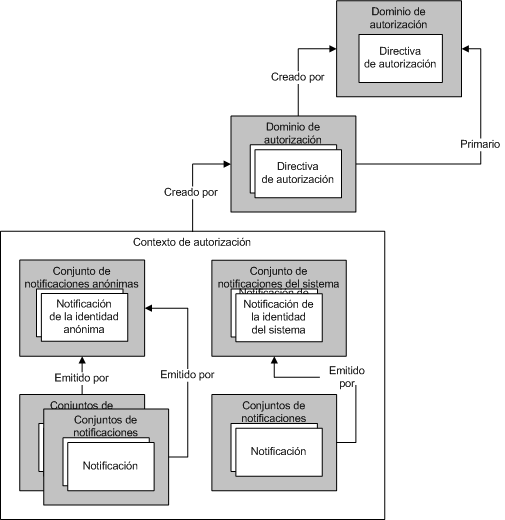 Dominio de
autorización
Directiva
de autorización
Creado por
Primario
Dominio de
autorización
Directiva
de autorización
Creado por
Contexto de autorización
Conjunto de
notificaciones anónimas
Notificación
de la identidad
anónima
Conjunto de
notificaciones del sistema
Notificación de
Notificación de
la identidad
del sistema
Emitido por
Emitido por
Emitido
por
Conjuntos de
Conjuntos de
notificaciones
Notificación
Conjuntos de
notificaciones
Notificación